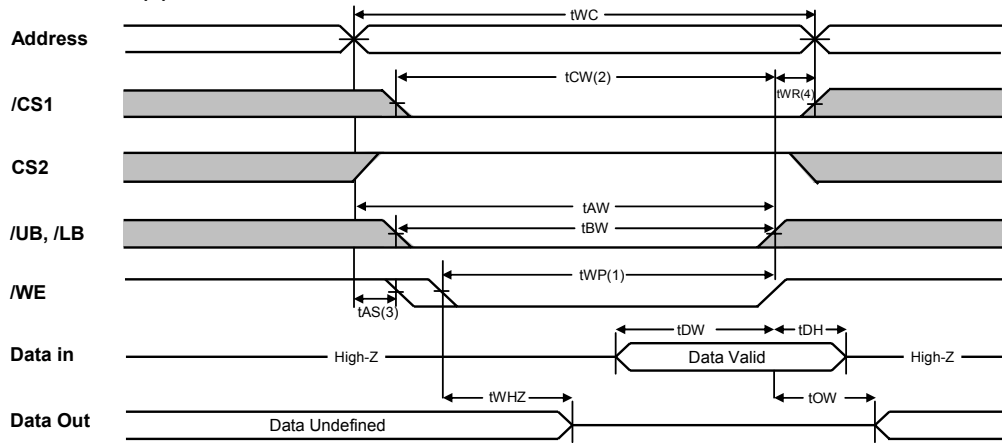 tWC
Address
tCW(2)
tWR(4)
/CS1
CS2
tAW
/UB, /LB
tBW
tWP(1)
/WE
tAS(3)
tDW
tDH
Data in
High-Z
Data Valid
High-Z
tWHZ
tOW
Data Out
Data Undefined